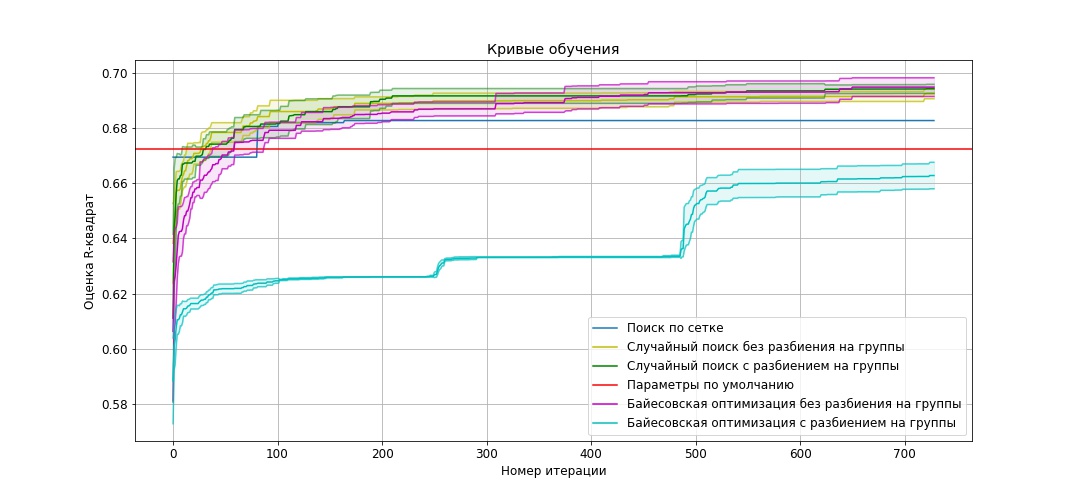 Кривые обучения
Оценка R-квадрат
0.70
0.68
0.66
0.64
0.62
0.60
0.58
0 100 200 300 400 500 600 700
Номер итерации
Поиск по сетке
Случайный поиск без разбиения на группы
Случайный поиск с разбиением на группы
Параметры по умолчанию
Байесовская оптимизация без разбиения на группы
Байесовская оптимизация с разбиением на группы